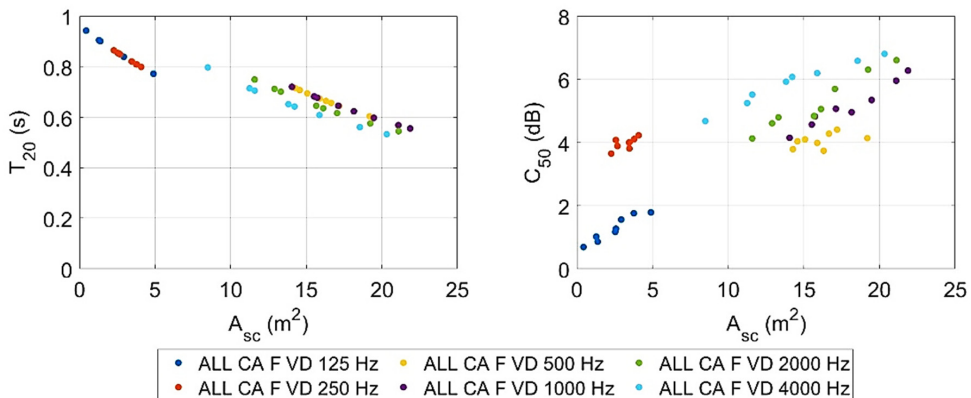 1
0.8
0.6
0.4
0.2
0
T20 (s)
0 5 10 15 20 25
Asc (m2)
8
6
4
2
0
C50 (dB)
0 5 10 15 20 25
Asc (m2)
ALL CA F VD 125 Hz ALL CA F VD 500 Hz ALL CA F VD 2000 Hz
ALL CA F VD 250 Hz ALL CA F VD 1000 Hz ALL CA F VD 4000 Hz